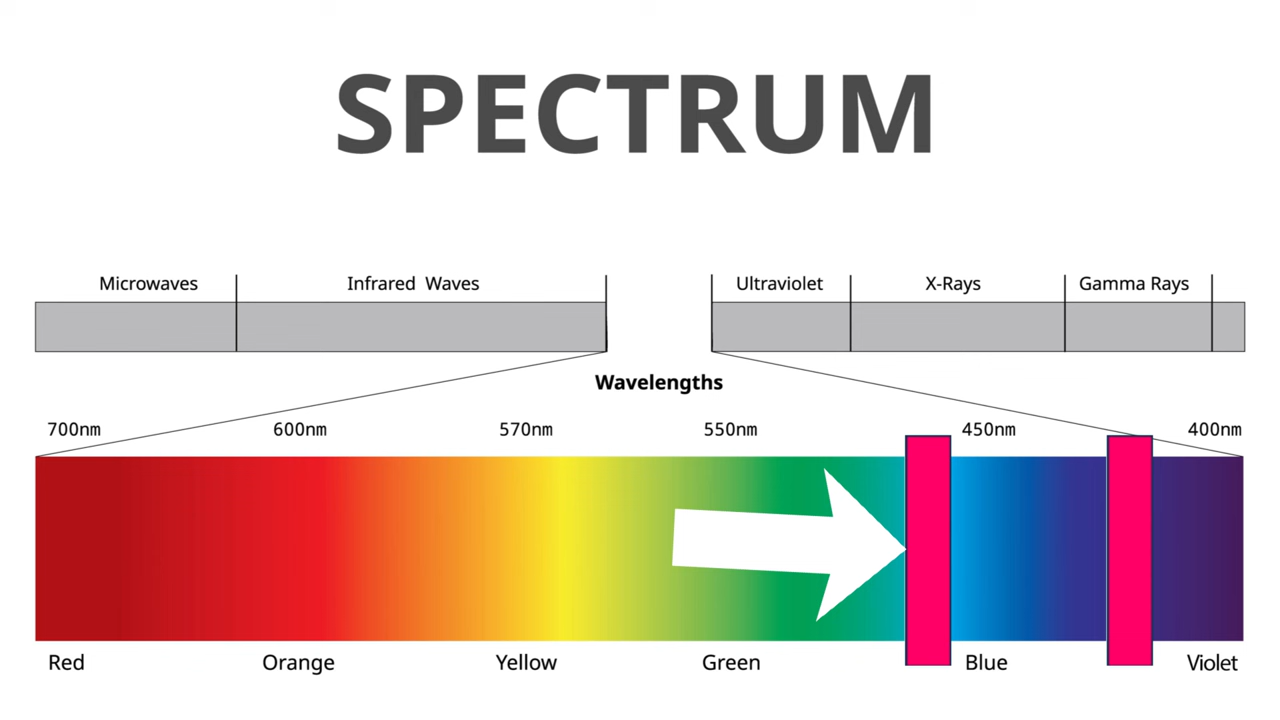 SPECTRUM
Microwaves Infrared Waves Ultraviolet X-Rays Gamma Rays
Wavelengths
700nm 600nm 570nm 550nm 450nm 400nm
Red Orange Yellow Green Blue Violet